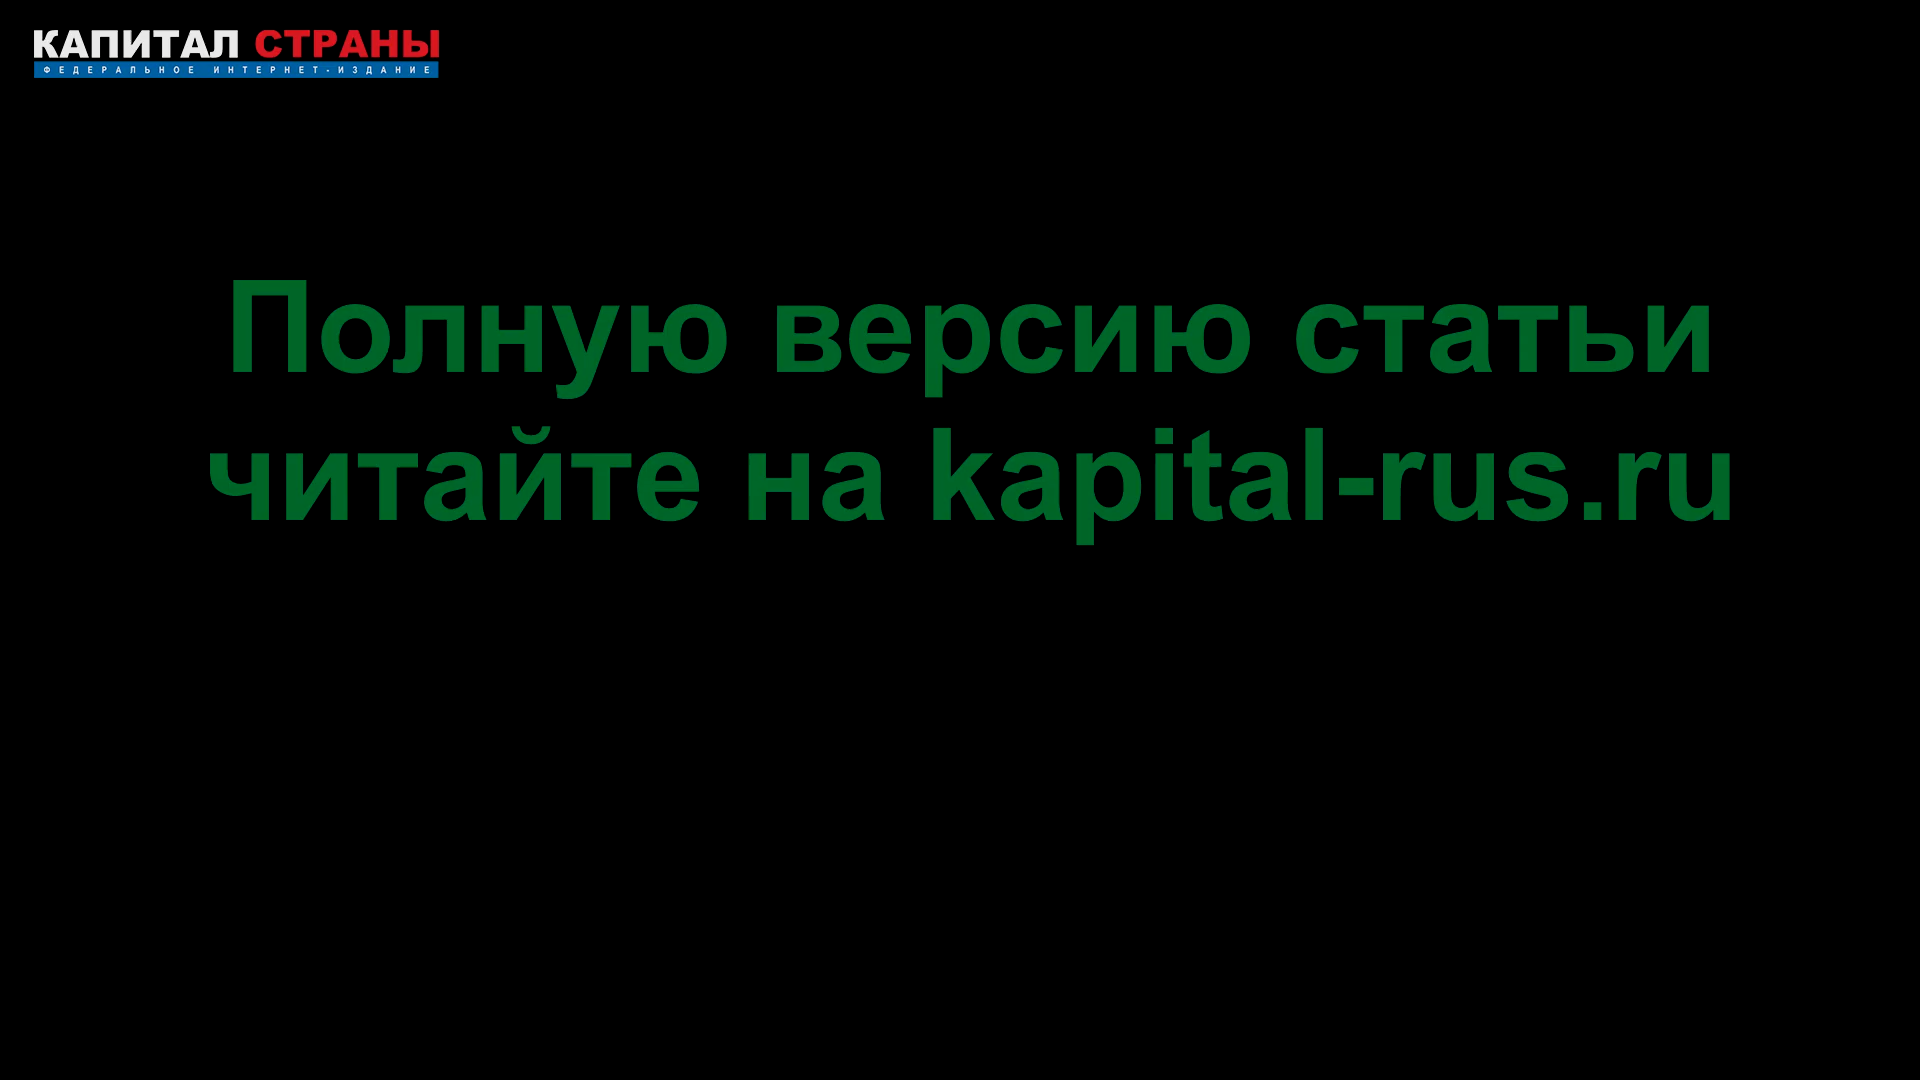 КАПИТАЛ СТРАНЫ
ФЕДЕРАЛЬНОЕ ИНТЕРНЕТ-ИЗДАНИЕ
Полную версию статьи
читайте на kapital-rus.ru